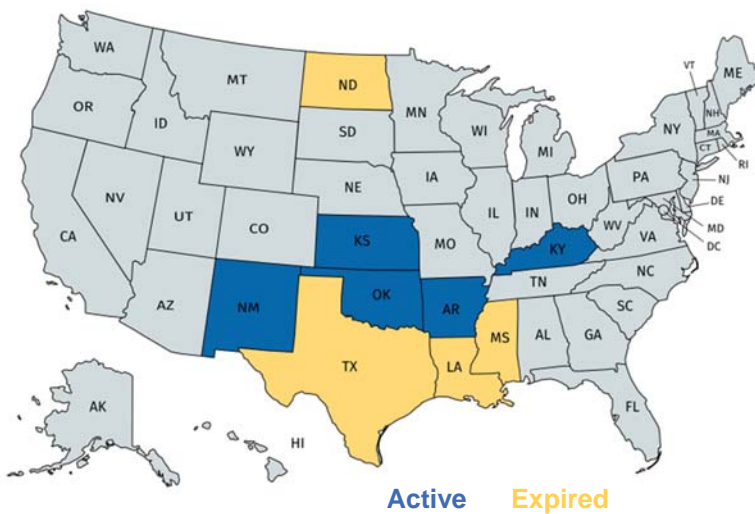 WA
MT
ND
MN
VT
ME
OR
ID
SD
WI
NH
NY
MA
WY
MI
CT
RI
IA
PA
NJ
NE
OH
NV
IL
IN
DE
UT
CO
WV
MD
CA
KS
MO
KY
VA
DC
TN
NC
AZ
NM
OK
AR
SC
MS
AL
GA
TX
LA
AK
FL
HI
Active Expired